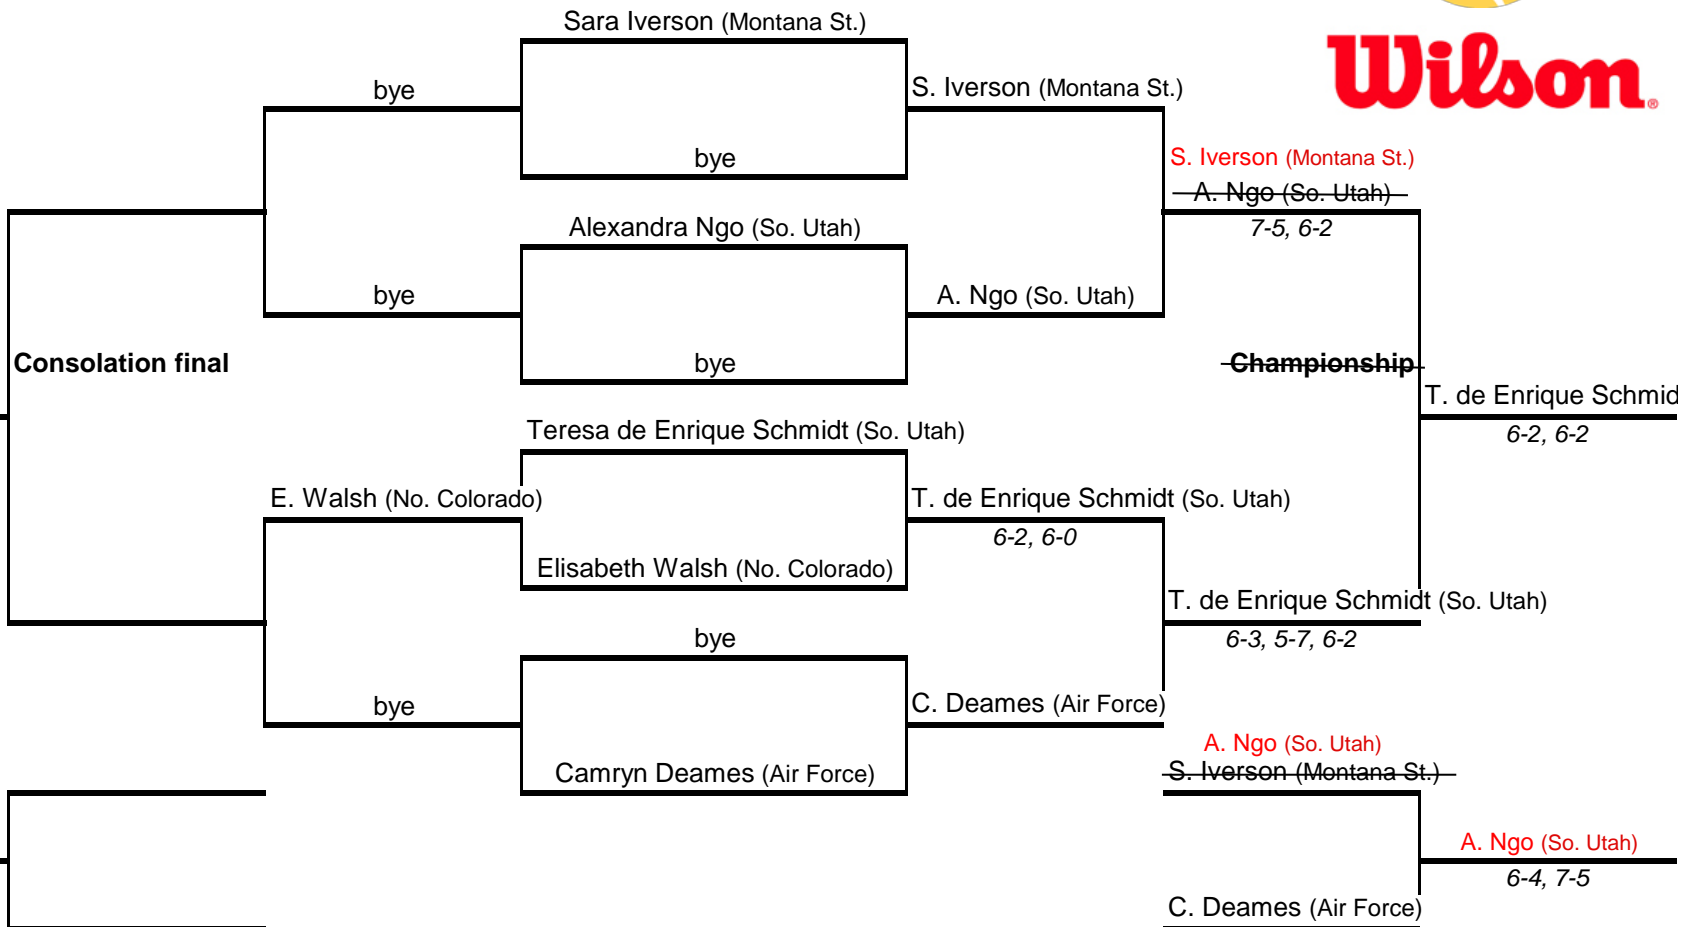 Sara Iverson (Montana St.)
Wilson®
bye
S. Iverson (Montana St.)
bye
S. Iverson (Montana St.)
A. Ngo (So. Utah)
Alexandra Ngo (So. Utah)
7-5, 6-2
bye
A. Ngo (So. Utah)
Consolation final
bye
Championship
T. de Enrique Schmid
Teresa de Enrique Schmidt (So. Utah)
6-2, 6-2
E. Walsh (No. Colorado)
T. de Enrique Schmidt (So. Utah)
6-2, 6-0
Elisabeth Walsh (No. Colorado)
T. de Enrique Schmidt (So. Utah)
bye
6-3, 5-7, 6-2
bye
C. Deames (Air Force)
A. Ngo (So. Utah)
Camryn Deames (Air Force)
S. Iverson (Montana St.)
A. Ngo (So. Utah)
6-4, 7-5
C. Deames (Air Force)